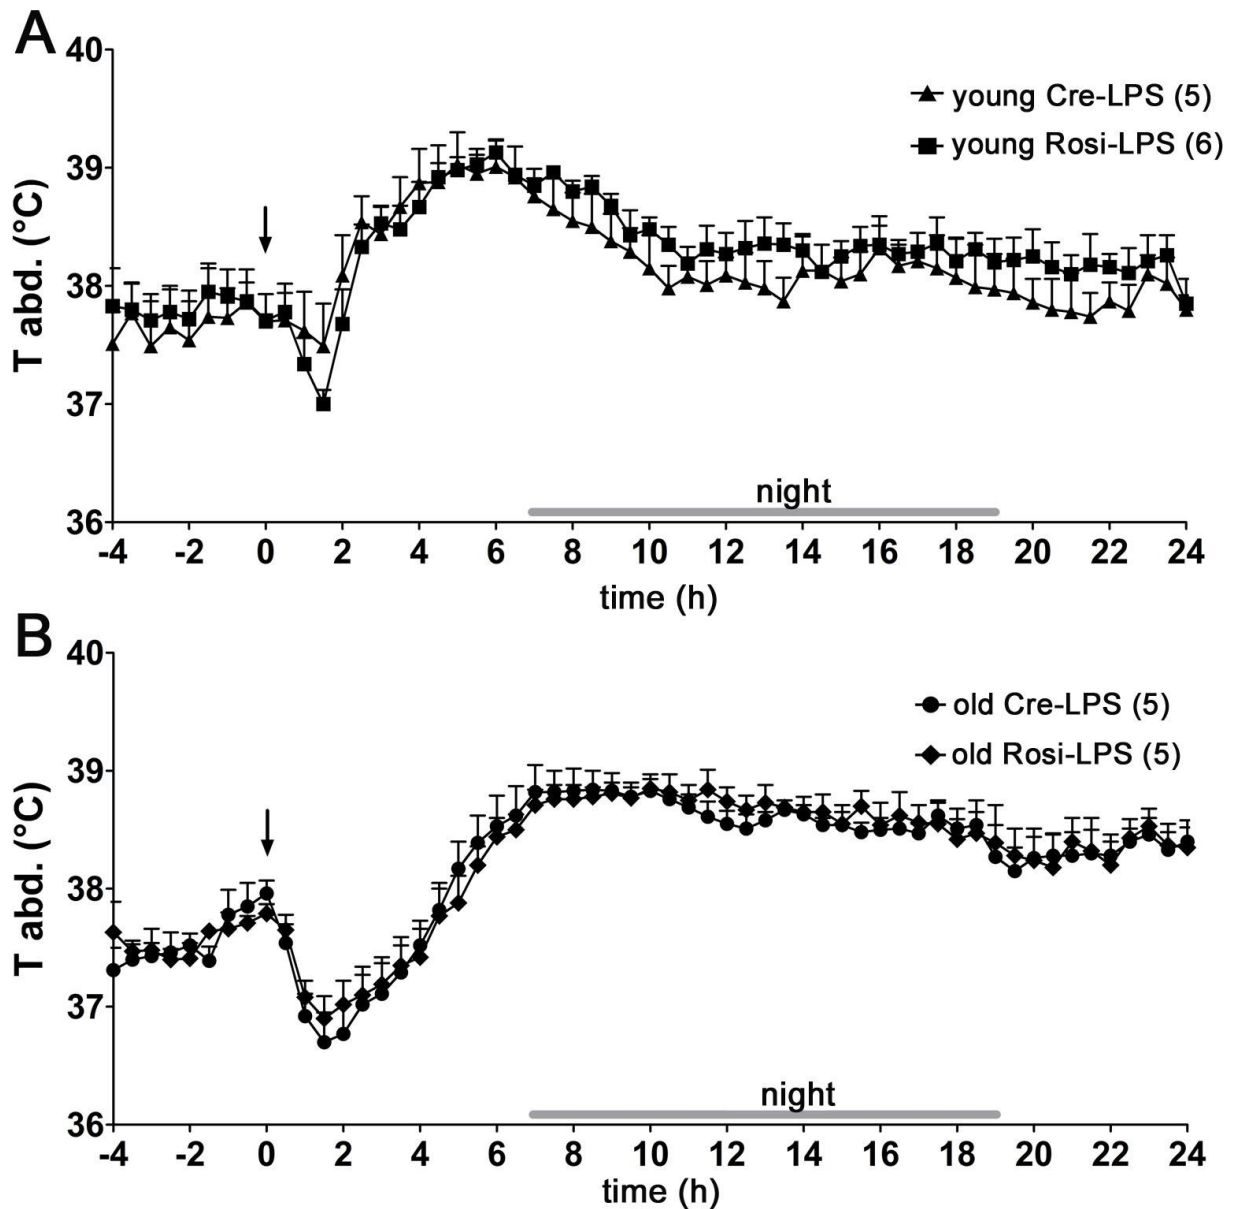 A
40
39
38
37
36
T abd. (°C)
young Cre-LPS (5)
young Rosi-LPS (6)
night
-4 -2 0 2 4 6 8 10 12 14 16 18 20 22 24
time (h)
B
40
39
38
37
36
T abd. (°C)
old Cre-LPS (5)
old Rosi-LPS (5)
night
-4 -2 0 2 4 6 8 10 12 14 16 18 20 22 24
time (h)